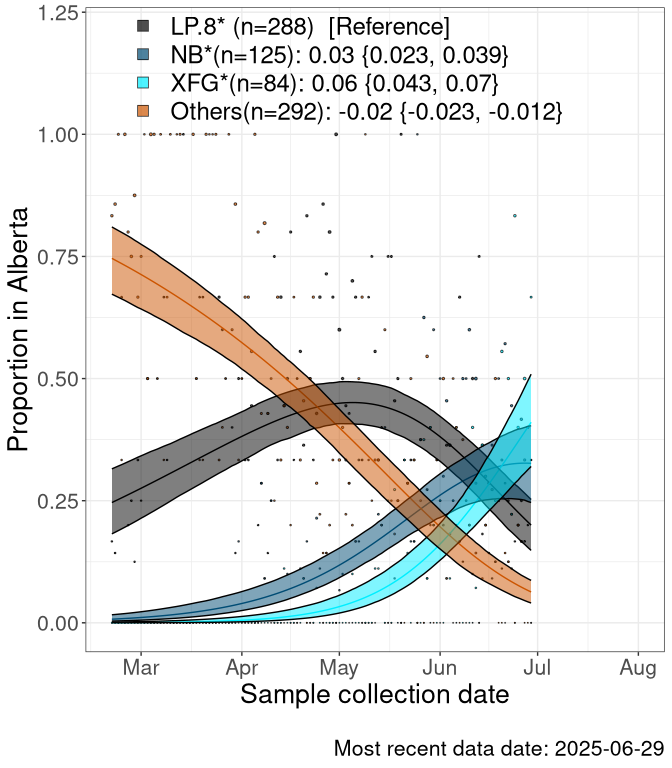 LP.8* (n=288)  [Reference]
NB*(n=125): 0.03 {0.023, 0.039}
XFG*(n=84): 0.06 {0.043, 0.07}
Others(n=292): -0.02 {-0.023, -0.012}
Proportion in Alberta
1.25
1.00
0.75
0.50
0.25
0.00
Mar Apr May Jun Jul Aug
Sample collection date
Most recent data date: 2025-06-29